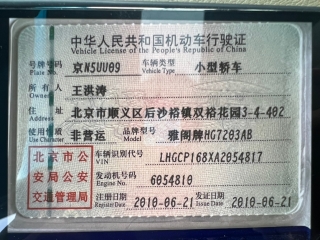 中华人民共和国机动车行驶证
Vehicle License of the People's Republic of China
号牌号码 京N5UU09 车辆类型 小型轿车
Plate No. Vehicle Type
所有人 王洪涛
Owner
住址 北京市顺义区后沙裕镇双裕花园3-4-402
Address
使用性质 非营运 品牌型号 雅阁牌HG7203AB
Use Character Model
北京市公 车辆识别代号 LHGCP168XA2054817
VIN
安局公安 发动机号码 6054810
Engine No.
交通管理局 注册日期 2010-06-21 发证日期 2010-06-21
Register Date Issue Date